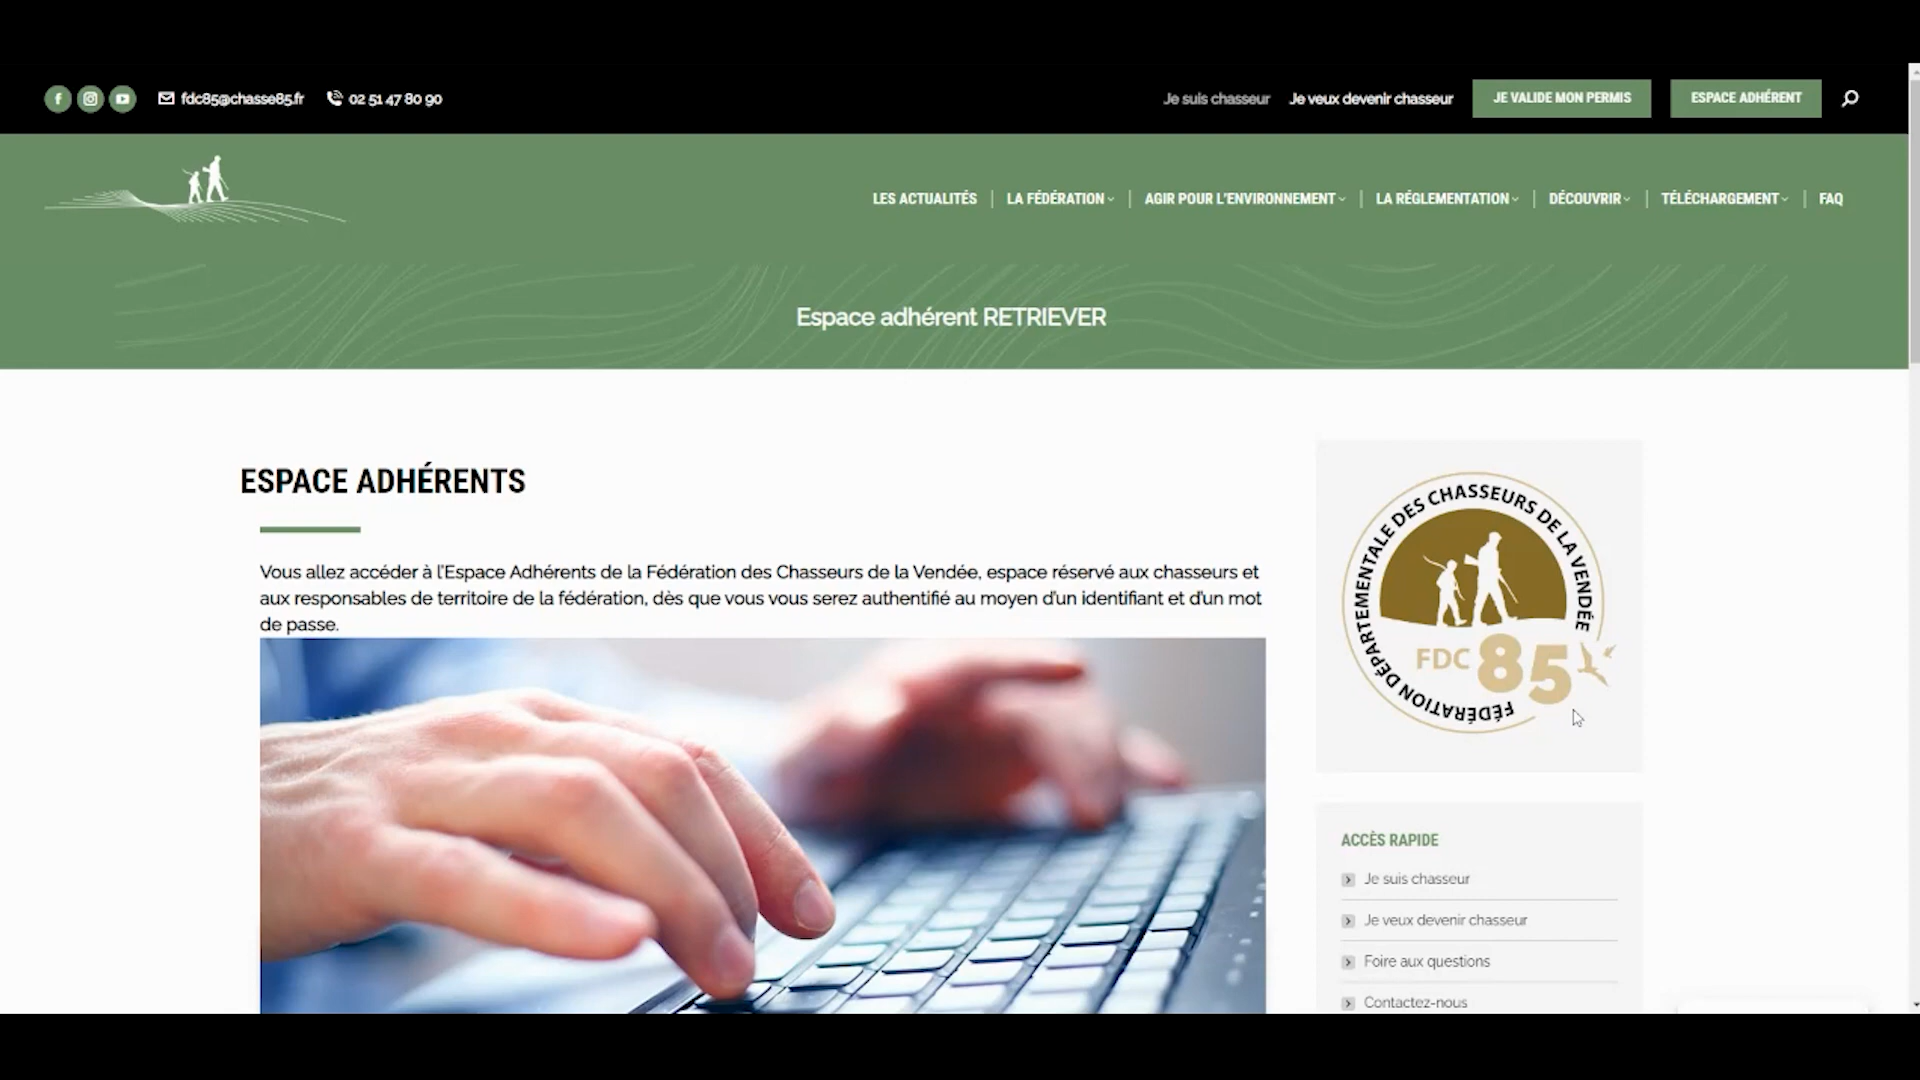 fdc85@chasse85.fr 02 51 47 80 90 Je suis chasseur Je veux devenir chasseur JE VALIDE MON PERMIS ESPACE ADHÉRENT
LES ACTUALITÉS LA FÉDÉRATION AGIR POUR L'ENVIRONNEMENT LA RÉGLEMENTATION DÉCOUVRIR TÉLÉCHARGEMENT FAQ
Espace adhérent RETRIEVER
ESPACE ADHÉRENTS
Vous allez accéder à l'Espace Adhérents de la Fédération des Chasseurs de la Vendée, espace réservé aux chasseurs et
aux responsables de territoire de la fédération, dès que vous vous serez authentifié au moyen d'un identifiant et d'un mot
de passe.
FÉDÉRATION DÉPARTEMENTALE DES CHASSEURS DE LA VENDÉE
FDC 85
ACCÈS RAPIDE
Je suis chasseur
Je veux devenir chasseur
Foire aux questions
Contactez-nous